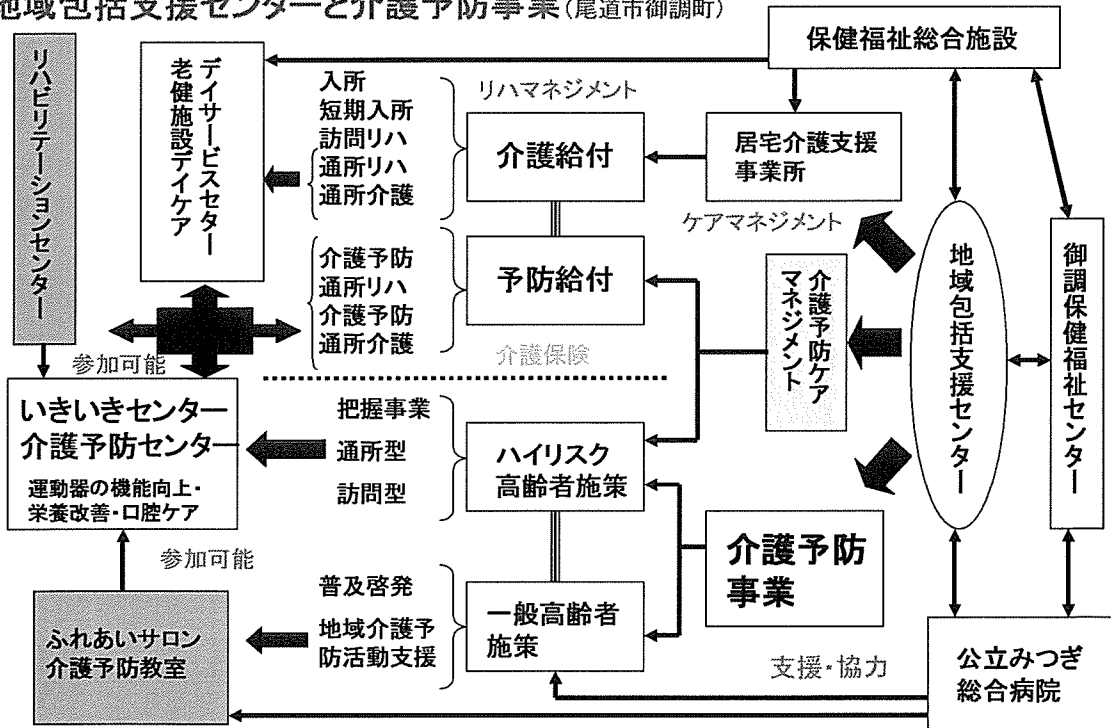 地域包括支援センターと介護予防事業(尾道市御調町)
保健福祉総合施設
リハビリテーションセンター
デイサービスセター
老健施設デイケア
入所
短期入所
訪問リハ
通所リハ
通所介護
リハマネジメント
介護給付
居宅介護支援
事業所
ケアマネジメント
介護予防
通所リハ
介護予防
通所介護
予防給付
介護保険
介護予防ケア
マネジメント
地域包括支援センター
御調保健福祉センター
参加可能
いきいきセンター
介護予防センター
運動器の機能向上・
栄養改善・口腔ケア
把握事業
通所型
訪問型
ハイリスク
高齢者施策
介護予防
事業
参加可能
ふれあいサロン
介護予防教室
普及啓発
地域介護予
防活動支援
一般高齢者
施策
支援・協力
公立みつぎ
総合病院